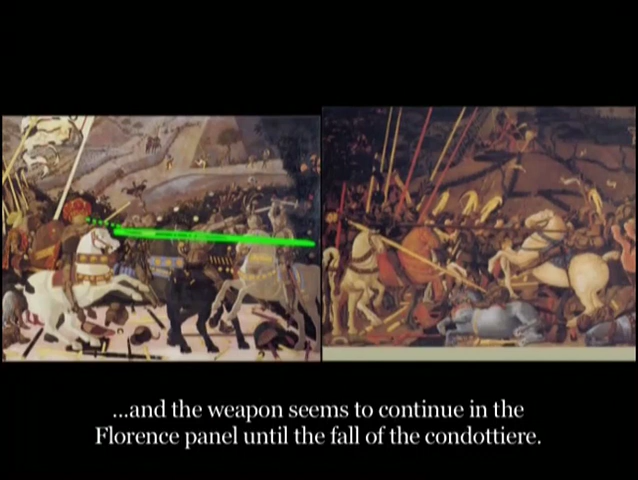 ...and the weapon seems to continue in the
Florence panel until the fall of the condottiere.